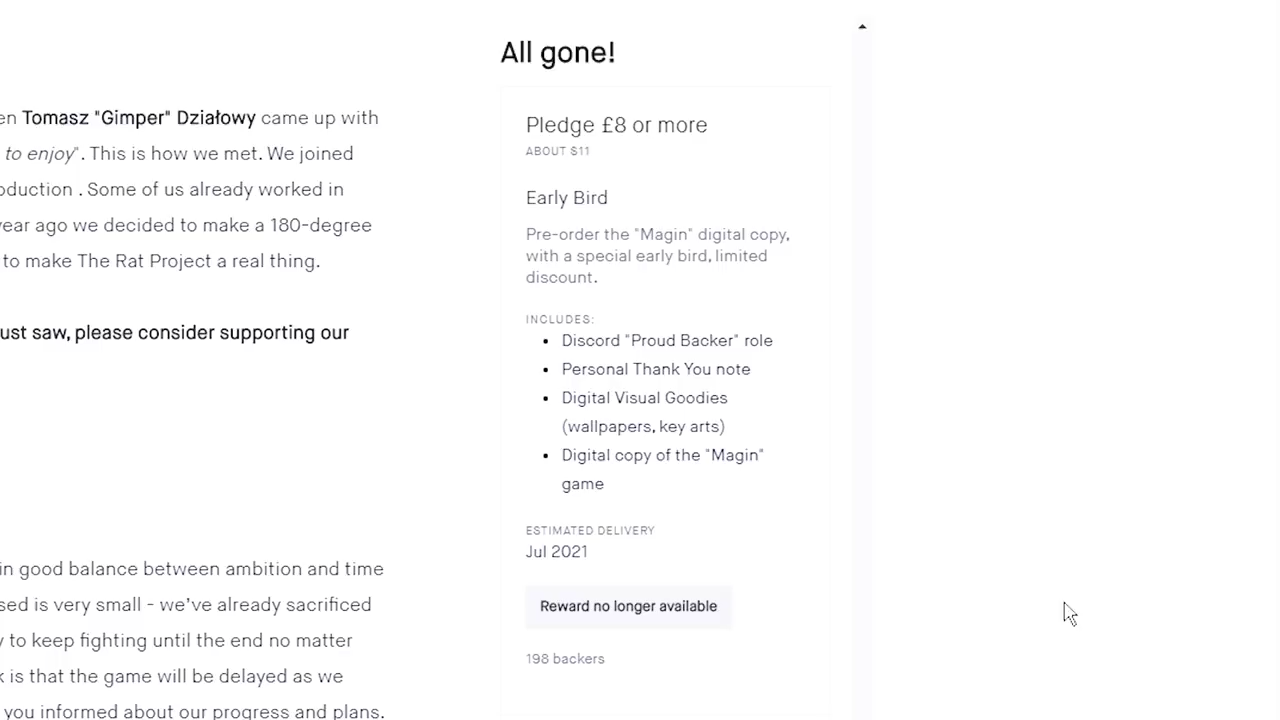 All gone!
en Tomasz "Gimper" Działowy came up with
to enjoy". This is how we met. We joined
oduction . Some of us already worked in
year ago we decided to make a 180-degree
to make The Rat Project a real thing.
ust saw, please consider supporting our
in good balance between ambition and time
sed is very small - we've already sacrificed
y to keep fighting until the end no matter
k is that the game will be delayed as we
you informed about our progress and plans.
Pledge £8 or more
ABOUT $11
Early Bird
Pre-order the "Magin" digital copy,
with a special early bird, limited
discount.
INCLUDES:
• Discord "Proud Backer" role
• Personal Thank You note
• Digital Visual Goodies
(wallpapers, key arts)
• Digital copy of the "Magin"
game
ESTIMATED DELIVERY
Jul 2021
Reward no longer available
198 backers